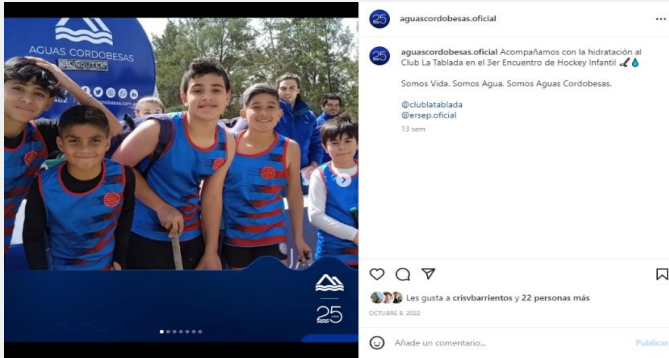 AGUAS CORDOBESAS
25
aguascordobesas.oficial
25
aguascordobesas.oficial Acompañamos con la hidratación al
Club La Tablada en el 3er Encuentro de Hockey Infantil 🏑💧
Somos Vida. Somos Agua. Somos Aguas Cordobesas.
@clublatablada
@ersep.oficial
13 sem
25
Les gusta a crisvbarrientos y 22 personas más
OCTUBRE 8, 2022
Añade un comentario...
Publicar